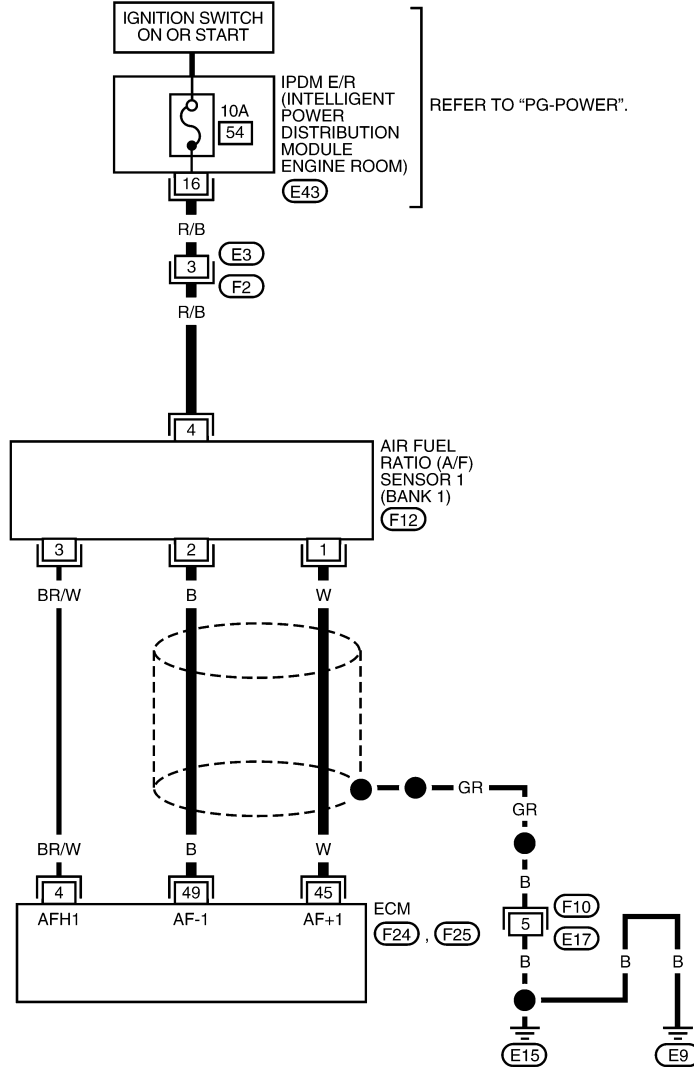 IGNITION SWITCH
ON OR START
IPDM E/R
(INTELLIGENT
POWER
DISTRIBUTION
MODULE
ENGINE ROOM)
REFER TO “PG-POWER”.
10A
54
16
E43
R/B
3
E3
F2
R/B
4
AIR FUEL
RATIO (A/F)
SENSOR 1
(BANK 1)
F12
3 2 1
BR/W B W
GR
GR
BR/W B W
B
4 49 45
AFH1 AF-1 AF+1
ECM
F24 , F25
F10
5
E17
B B B
E15 E9